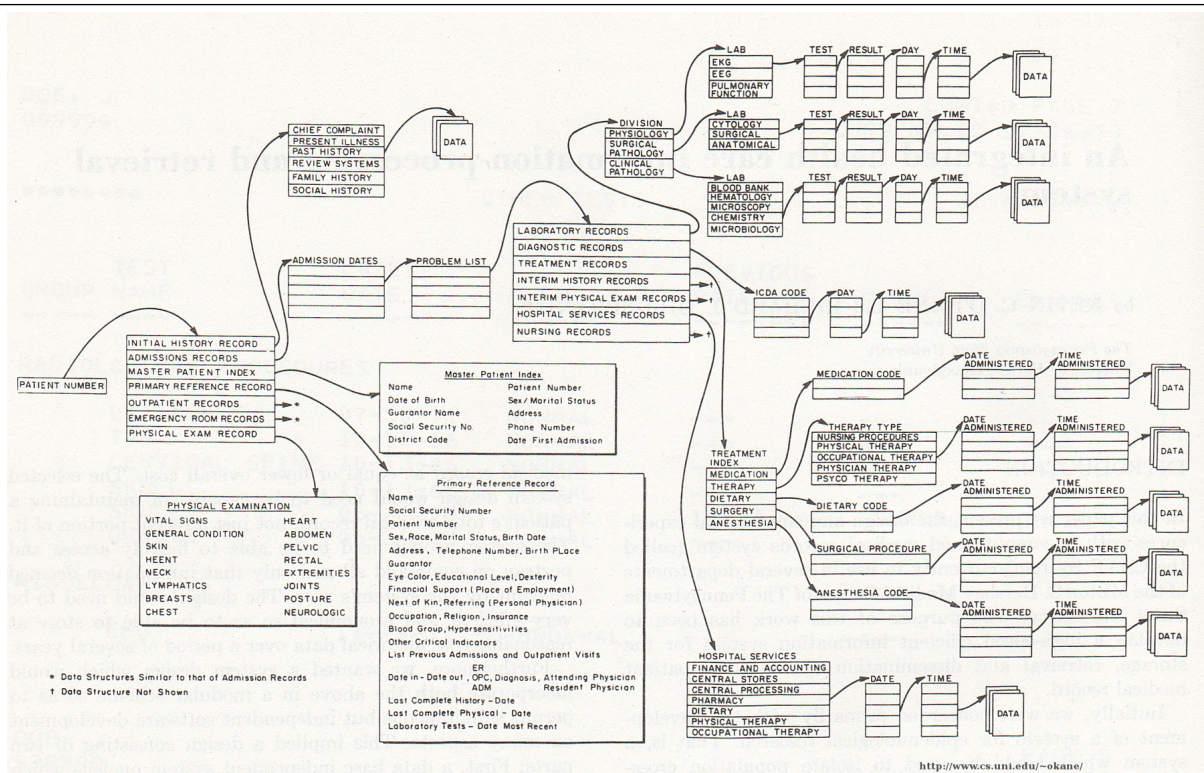 PATIENT NUMBER
INITIAL HISTORY RECORD
ADMISSIONS RECORDS
MASTER PATIENT INDEX
PRIMARY REFERENCE RECORD
OUTPATIENT RECORDS *
EMERGENCY ROOM RECORDS *
PHYSICAL EXAM RECORD
CHIEF COMPLAINT
PRESENT ILLNESS
PAST HISTORY
REVIEW SYSTEMS
FAMILY HISTORY
SOCIAL HISTORY
DATA
ADMISSION DATES
PROBLEM LIST
LABORATORY RECORDS
DIAGNOSTIC RECORDS
TREATMENT RECORDS
INTERIM HISTORY RECORDS †
INTERIM PHYSICAL EXAM RECORDS †
HOSPITAL SERVICES RECORDS
NURSING RECORDS †
DIVISION
PHYSIOLOGY
SURGICAL
PATHOLOGY
CLINICAL
PATHOLOGY
LAB TEST RESULT DAY TIME
EKG
EEG
PULMONARY
FUNCTION
DATA
LAB TEST RESULT DAY TIME
CYTOLOGY
SURGICAL
ANATOMICAL
DATA
LAB TEST RESULT DAY TIME
BLOOD BANK
HEMATOLOGY
MICROSCOPY
CHEMISTRY
MICROBIOLOGY
DATA
ICDA CODE DAY TIME
DATA
Master Patient Index
Name Patient Number
Date of Birth Sex/ Marital Status
Guarantor Name Address
Social Security No. Phone Number
District Code Date First Admission
Primary Reference Record
Name
Social Security Number
Patient Number
Sex, Race, Marital Status, Birth Date
Address, Telephone Number, Birth PLace
Guarantor
Eye Color, Educational Level, Dexterity
Financial Support (Place of Employment)
Next of Kin, Referring (Personal Physician)
Occupation, Religion, Insurance
Blood Group, Hypersensitivities
Other Critical Indicators
List Previous Admissions and Outpatient Visits
ER
Date in - Date out, OPC, Diagnosis, Attending Physician
ADM Resident Physician
Last Complete History - Date
Last Complete Physical - Date
Laboratory Tests - Date Most Recent
PHYSICAL EXAMINATION
VITAL SIGNS HEART
GENERAL CONDITION ABDOMEN
SKIN PELVIC
HEENT RECTAL
NECK EXTREMITIES
LYMPHATICS JOINTS
BREASTS POSTURE
CHEST NEUROLOGIC
* Data Structures Similar to that of Admission Records
† Data Structure Not Shown
TREATMENT
INDEX
MEDICATION
THERAPY
DIETARY
SURGERY
ANESTHESIA
MEDICATION CODE
DATE ADMINISTERED
TIME ADMINISTERED
DATA
THERAPY TYPE
NURSING PROCEDURES
PHYSICAL THERAPY
OCCUPATIONAL THERAPY
PHYSICIAN THERAPY
PSYCO THERAPY
DATE ADMINISTERED
TIME ADMINISTERED
DATA
DIETARY CODE
DATE ADMINISTERED
TIME ADMINISTERED
DATA
SURGICAL PROCEDURE
DATE ADMINISTERED
TIME ADMINISTERED
DATA
ANESTHESIA CODE
DATE ADMINISTERED
TIME ADMINISTERED
DATA
HOSPITAL SERVICES
FINANCE AND ACCOUNTING
CENTRAL STORES
CENTRAL PROCESSING
PHARMACY
DIETARY
PHYSICAL THERAPY
OCCUPATIONAL THERAPY
DATE TIME
DATA
http://www.cs.uni.edu/~okane/